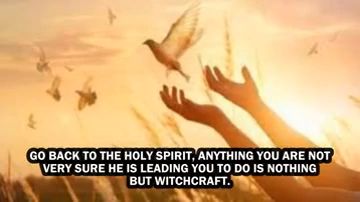 GO BACK TO THE HOLY SPIRIT, ANYTHING YOU ARE NOT
VERY SURE HE IS LEADING YOU TO DO IS NOTHING
BUT WITCHCRAFT.